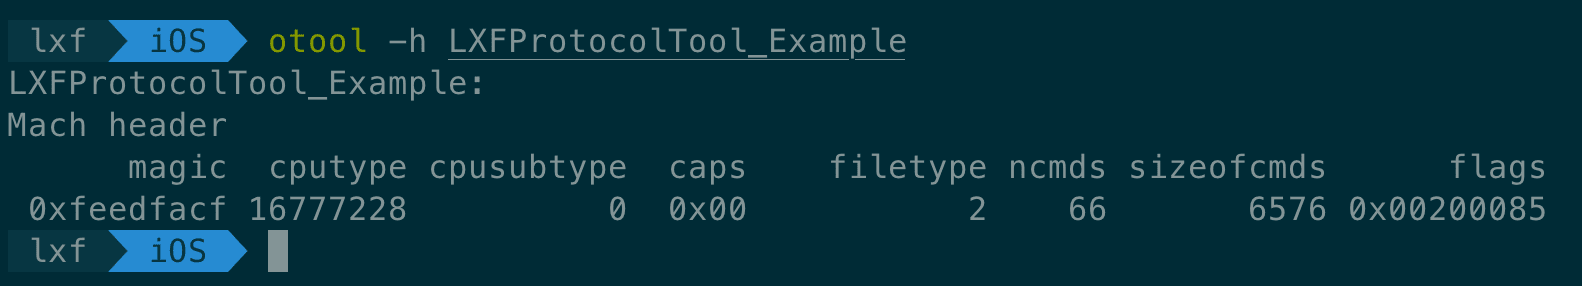 lxf iOS otool -h LXFProtocolTool_Example
LXFProtocolTool_Example:
Mach header
magic cputype cpusubtype caps filetype ncmds sizeofcmds flags
0xfeedfacf 16777228 0 0x00 2 66 6576 0x00200085
lxf iOS